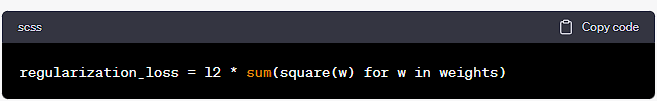 scss
Copy code
regularization_loss = l2 * sum(square(w) for w in weights)